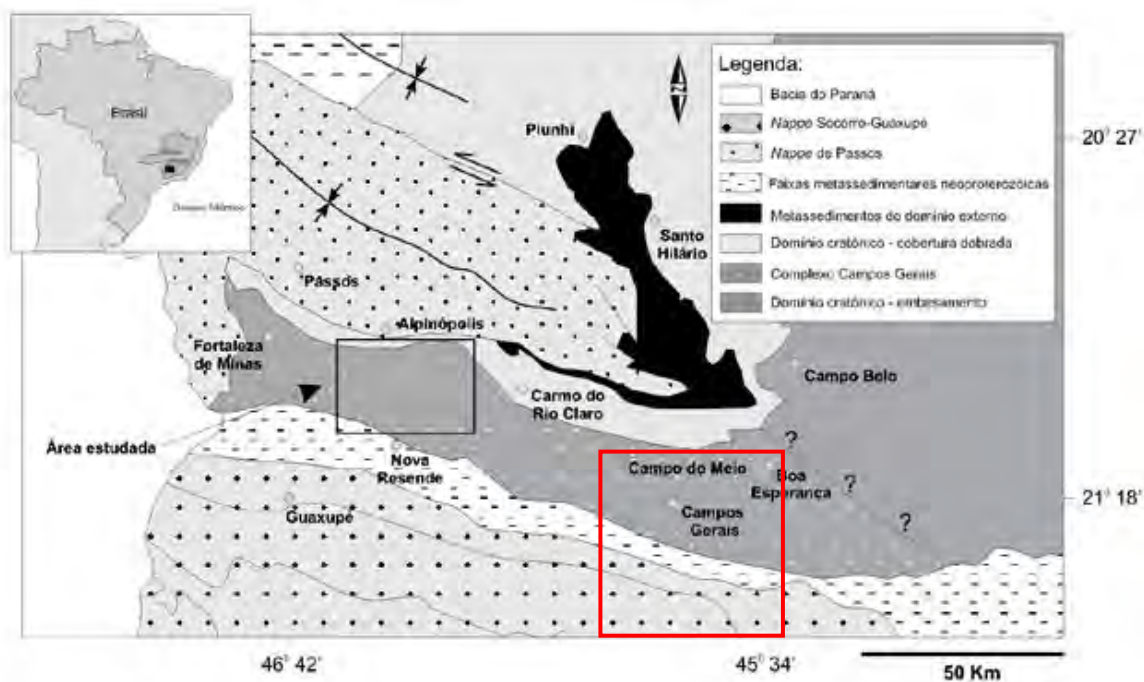 Brasil
N
Legenda:
Bacia do Paraná
Nappe Socorro-Guaxupé
Nappe de Passos
Faixas metassedimentares neoproterozóicas
Metassedimentos do domínio externo
Domínio cratônico - cobertura dobrada
Complexo Campos Gerais
Domínio cratônico - embasamento
20° 27'
Piunhi
Santo
Hilário
Passos
Alpinópolis
Fortaleza
de Minas
Carmo do
Rio Claro
Campo Belo
Área estudada
Nova
Resende
Campo do Meio
Boa
Esperança
?
?
?
Guaxupé
Campos
Gerais
21° 18'
46° 42'
45° 34'
50 Km